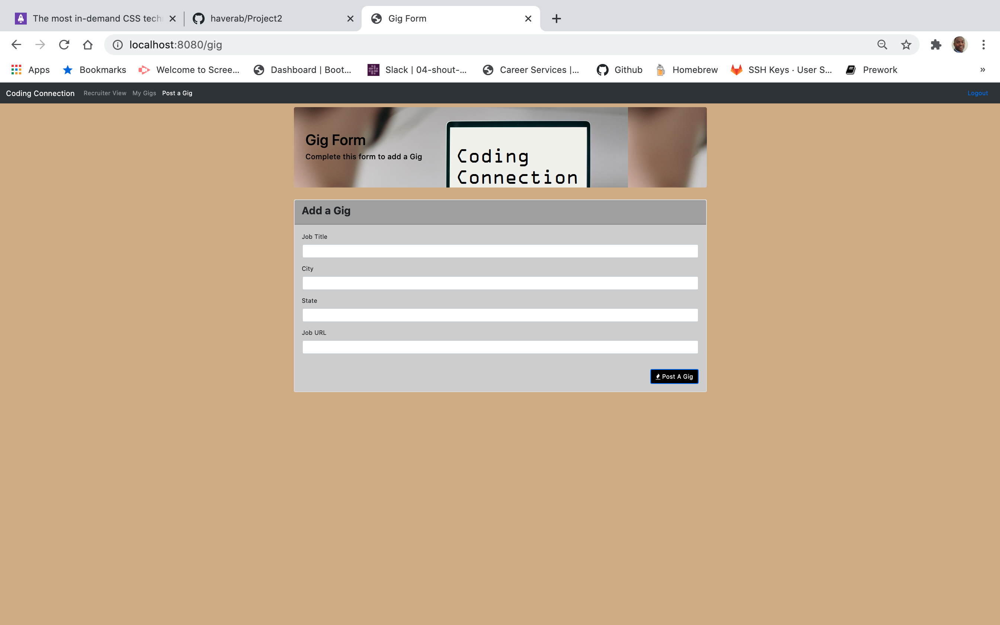 The most in-demand CSS tech
haverab/Project2
Gig Form
localhost:8080/gig
Apps
Bookmarks
Welcome to Scree...
Dashboard | Boot...
Slack | 04-shout-...
Career Services |...
Github
Homebrew
SSH Keys · User S...
Prework
»
Coding Connection
Recruiter View
My Gigs
Post a Gig
Logout
Gig Form
Complete this form to add a Gig
Coding
Connection
Add a Gig
Job Title
City
State
Job URL
Post A Gig